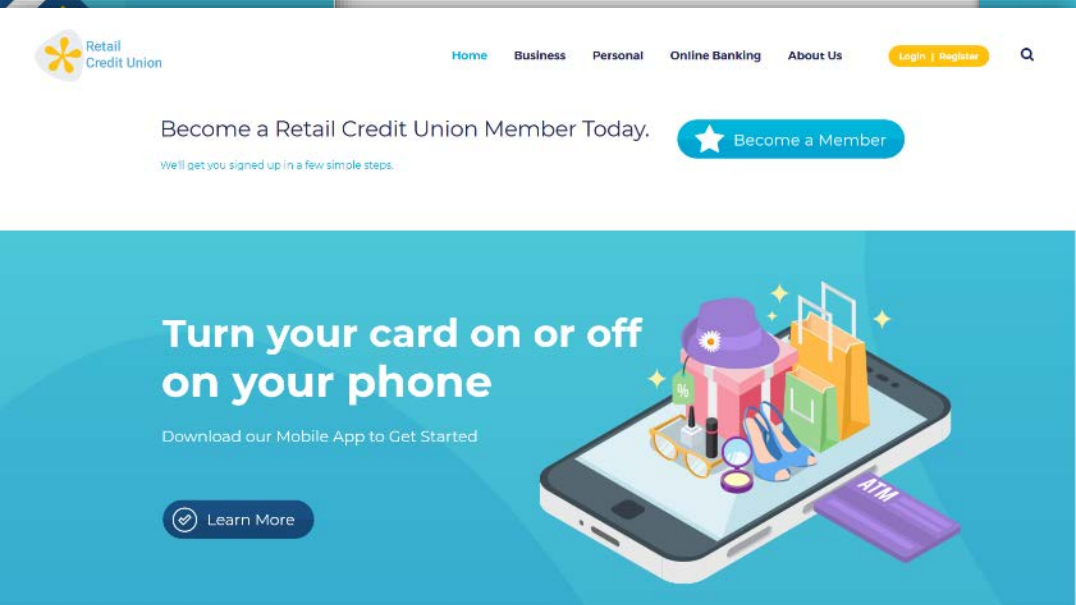 Retail
Credit Union
Home Business Personal Online Banking About Us Login | Register
Become a Retail Credit Union Member Today.
Become a Member
We'll get you signed up in a few simple steps.
Turn your card on or off
on your phone
Download our Mobile App to Get Started
Learn More
%
ATM